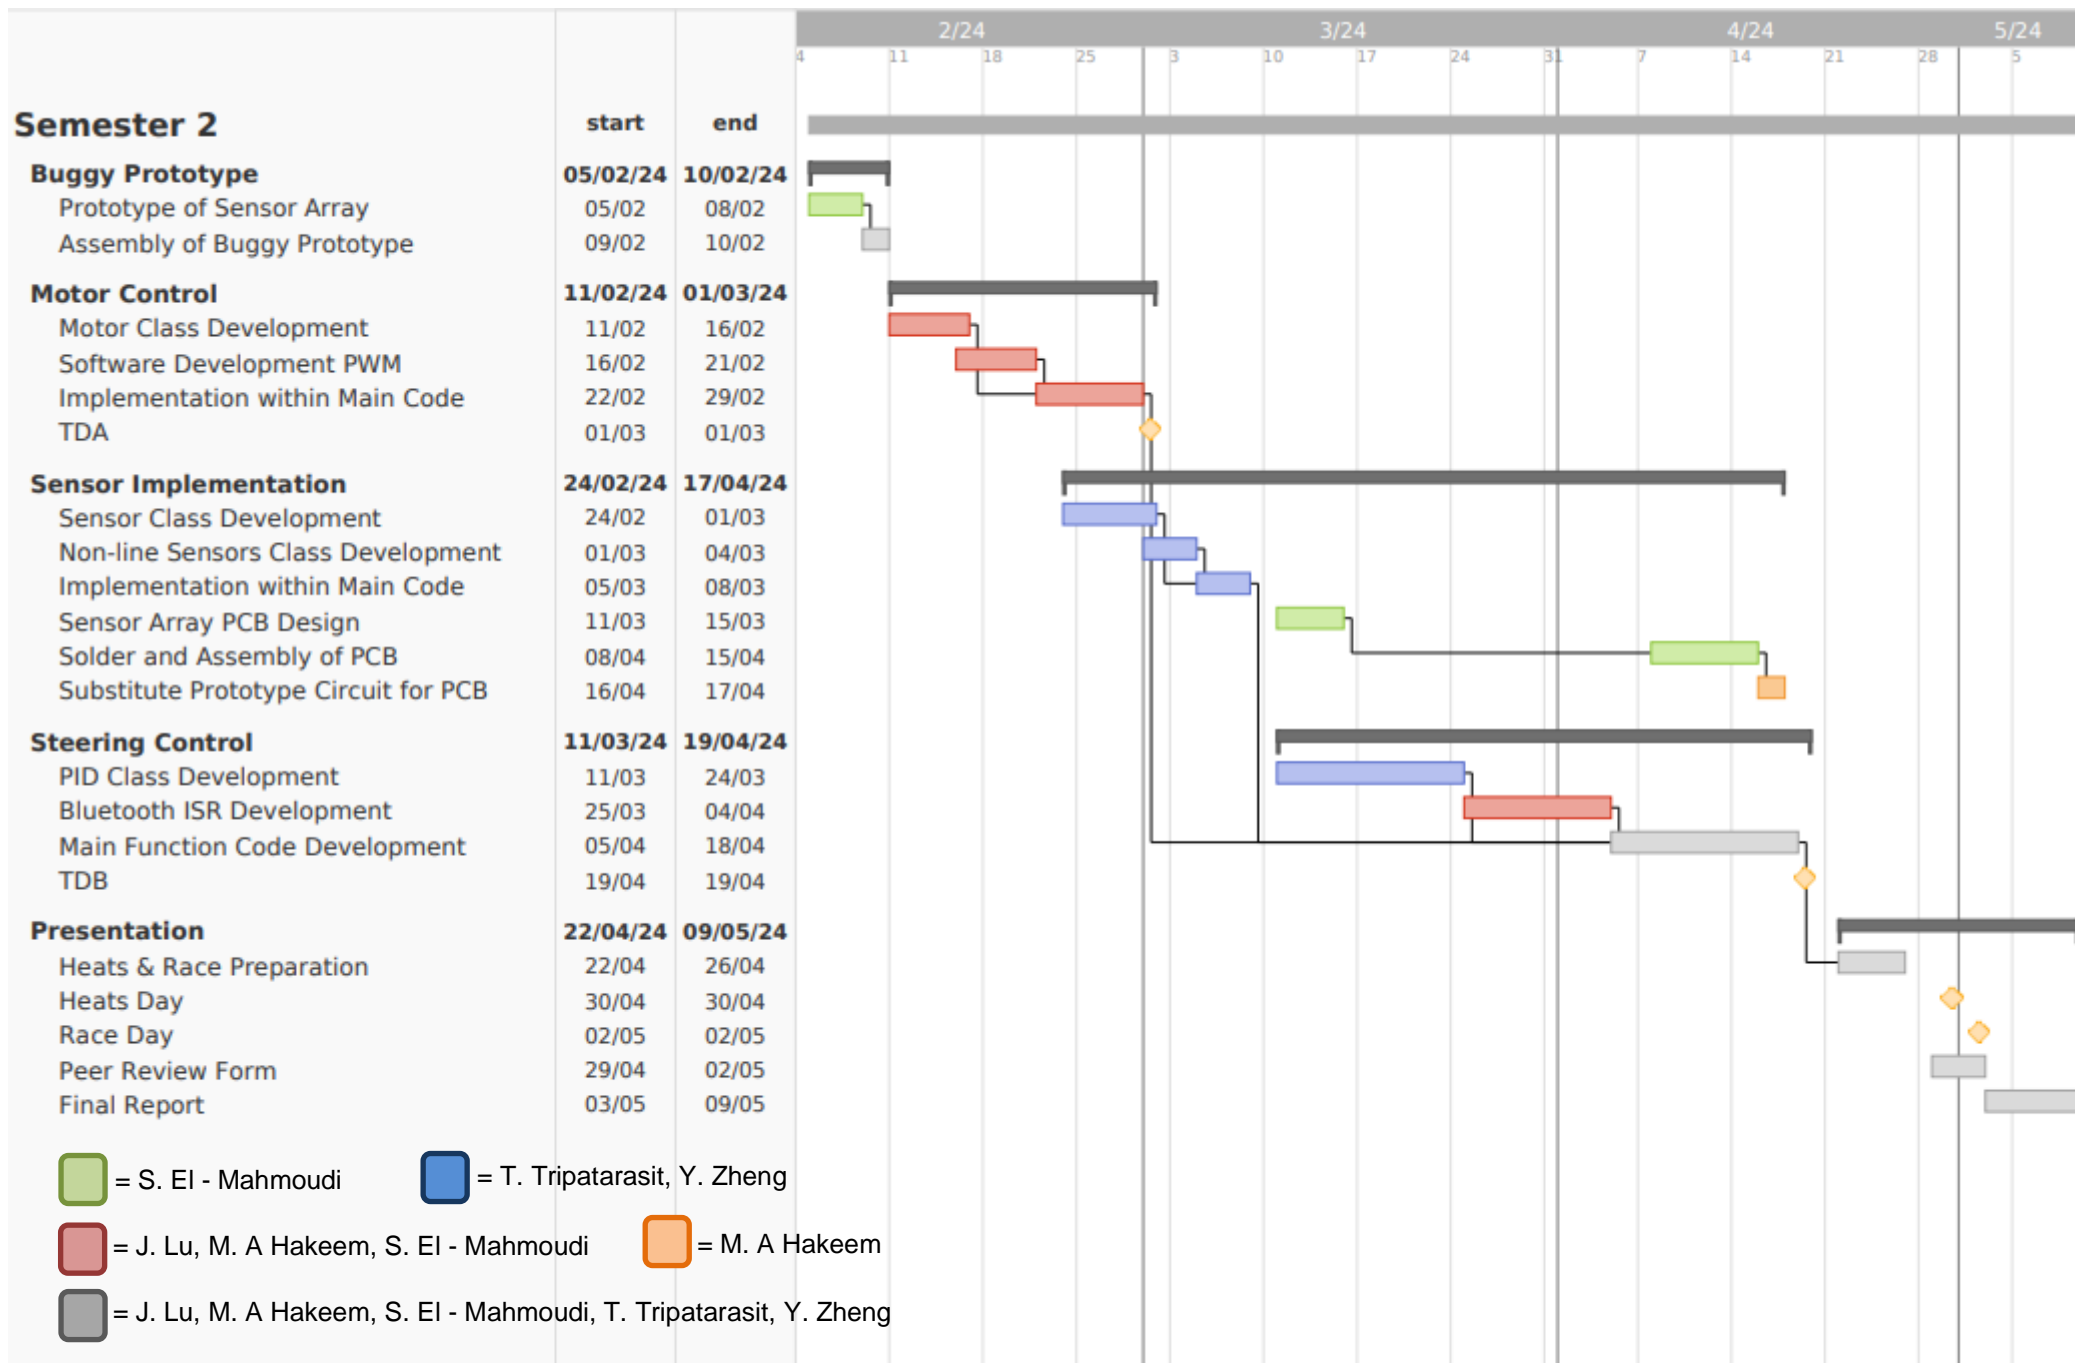 2/24 3/24 4/24 5/24
4 11 18 25 3 10 17 24 31 7 14 21 28 5
Semester 2 start end
Buggy Prototype 05/02/24 10/02/24
Prototype of Sensor Array 05/02 08/02
Assembly of Buggy Prototype 09/02 10/02
Motor Control 11/02/24 01/03/24
Motor Class Development 11/02 16/02
Software Development PWM 16/02 21/02
Implementation within Main Code 22/02 29/02
TDA 01/03 01/03
Sensor Implementation 24/02/24 17/04/24
Sensor Class Development 24/02 01/03
Non-line Sensors Class Development 01/03 04/03
Implementation within Main Code 05/03 08/03
Sensor Array PCB Design 11/03 15/03
Solder and Assembly of PCB 08/04 15/04
Substitute Prototype Circuit for PCB 16/04 17/04
Steering Control 11/03/24 19/04/24
PID Class Development 11/03 24/03
Bluetooth ISR Development 25/03 04/04
Main Function Code Development 05/04 18/04
TDB 19/04 19/04
Presentation 22/04/24 09/05/24
Heats & Race Preparation 22/04 26/04
Heats Day 30/04 30/04
Race Day 02/05 02/05
Peer Review Form 29/04 02/05
Final Report 03/05 09/05
= S. El - Mahmoudi = T. Tripatarasit, Y. Zheng
= J. Lu, M. A Hakeem, S. El - Mahmoudi = M. A Hakeem
= J. Lu, M. A Hakeem, S. El - Mahmoudi, T. Tripatarasit, Y. Zheng